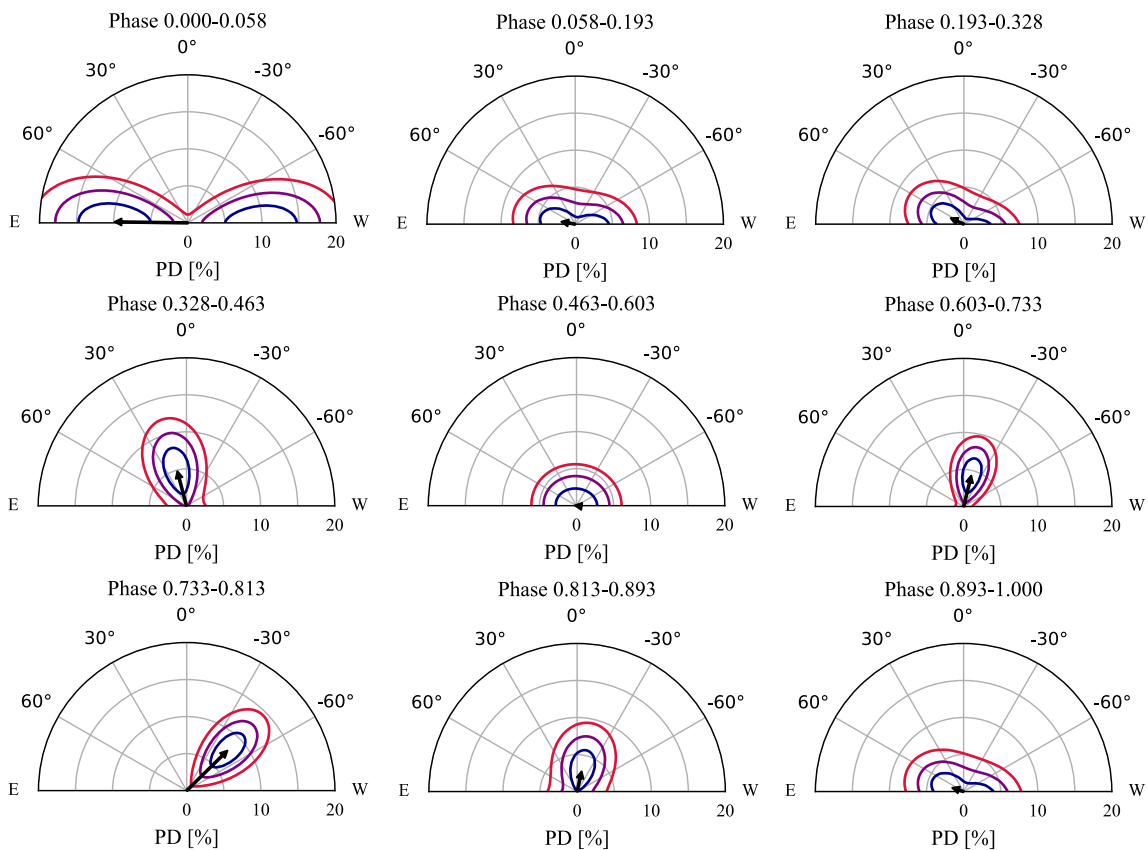 Phase 0.000-0.058
Phase 0.058-0.193
Phase 0.193-0.328
0°
0°
0°
30°
-30°
30°
-30°
30°
-30°
60°
-60°
60°
-60°
60°
-60°
E
W
E
W
E
W
0
10
20
0
10
20
0
10
20
PD [%]
PD [%]
PD [%]
Phase 0.328-0.463
Phase 0.463-0.603
Phase 0.603-0.733
0°
0°
0°
30°
-30°
30°
-30°
30°
-30°
60°
-60°
60°
-60°
60°
-60°
E
W
E
W
E
W
0
10
20
0
10
20
0
10
20
PD [%]
PD [%]
PD [%]
Phase 0.733-0.813
Phase 0.813-0.893
Phase 0.893-1.000
0°
0°
0°
30°
-30°
30°
-30°
30°
-30°
60°
-60°
60°
-60°
60°
-60°
E
W
E
W
E
W
0
10
20
0
10
20
0
10
20
PD [%]
PD [%]
PD [%]